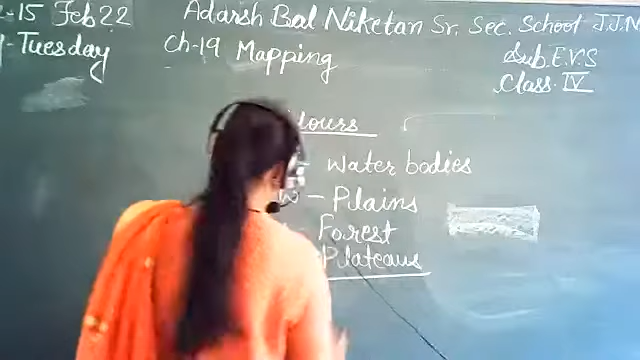 -15 Feb 22
Adarsh Bal Niketan Sr. Sec. School J.J.N
-Tuesday
Ch-19 Mapping
Sub. E.V.S
Class. IV
lours
- Water bodies
w - Plains
Forest
Plateaus